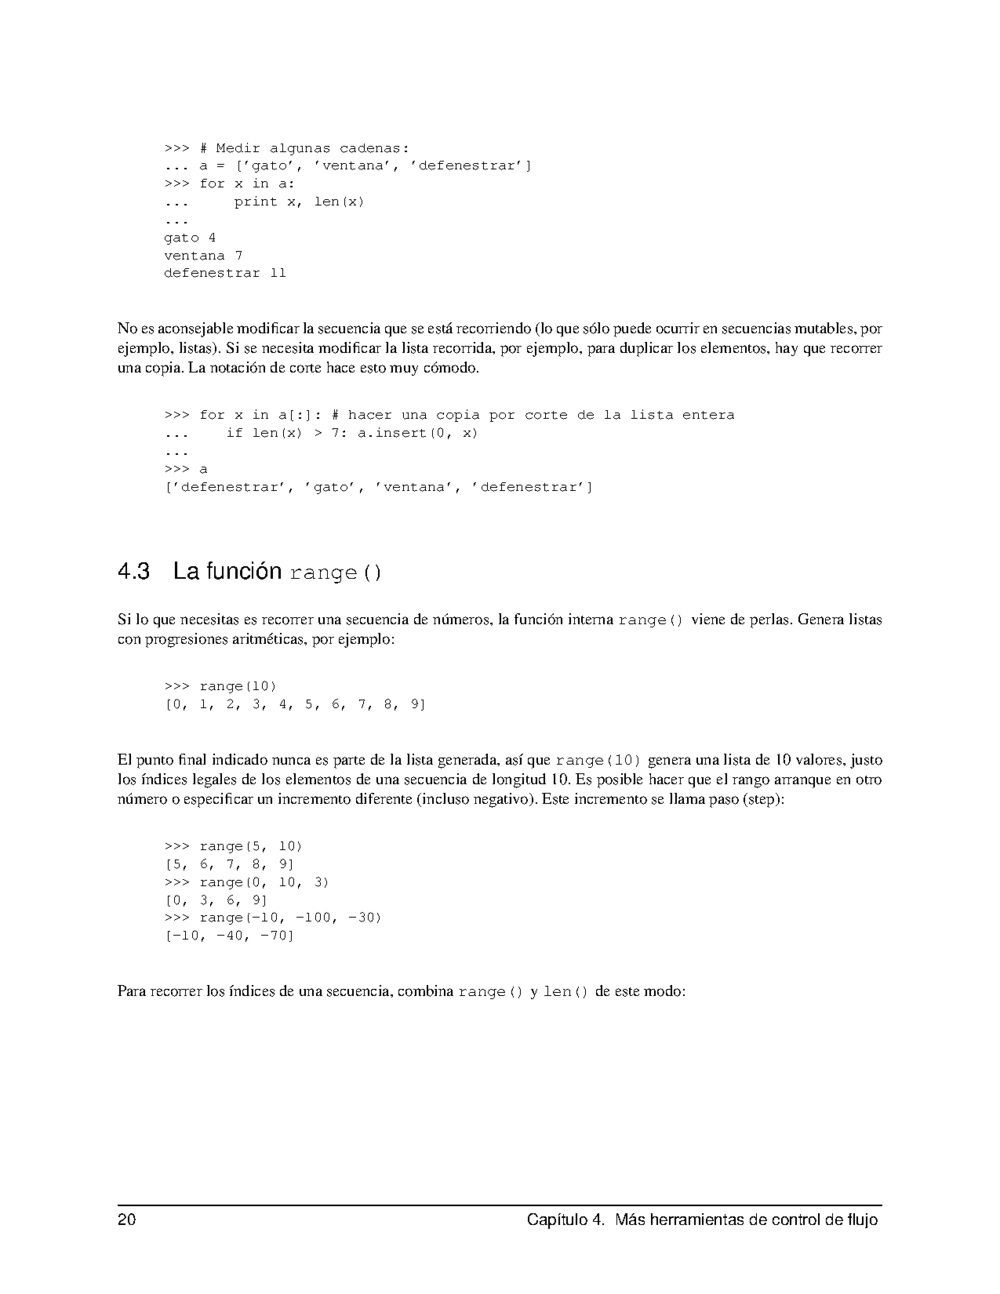 >>> # Medir algunas cadenas:
... a = ['gato', 'ventana', 'defenestrar']
>>> for x in a:
...     print x, len(x)
...
gato 4
ventana 7
defenestrar 11
No es aconsejable modificar la secuencia que se está recorriendo (lo que sólo puede ocurrir en secuencias mutables, por
ejemplo, listas). Si se necesita modificar la lista recorrida, por ejemplo, para duplicar los elementos, hay que recorrer
una copia. La notación de corte hace esto muy cómodo.
>>> for x in a[:]: # hacer una copia por corte de la lista entera
...    if len(x) > 7: a.insert(0, x)
...
>>> a
['defenestrar', 'gato', 'ventana', 'defenestrar']
4.3 La función range()
Si lo que necesitas es recorrer una secuencia de números, la función interna range() viene de perlas. Genera listas
con progresiones aritméticas, por ejemplo:
>>> range(10)
[0, 1, 2, 3, 4, 5, 6, 7, 8, 9]
El punto final indicado nunca es parte de la lista generada, así que range(10) genera una lista de 10 valores, justo
los índices legales de los elementos de una secuencia de longitud 10. Es posible hacer que el rango arranque en otro
número o especificar un incremento diferente (incluso negativo). Este incremento se llama paso (step):
>>> range(5, 10)
[5, 6, 7, 8, 9]
>>> range(0, 10, 3)
[0, 3, 6, 9]
>>> range(-10, -100, -30)
[-10, -40, -70]
Para recorrer los índices de una secuencia, combina range() y len() de este modo:
20 Capítulo 4. Más herramientas de control de flujo